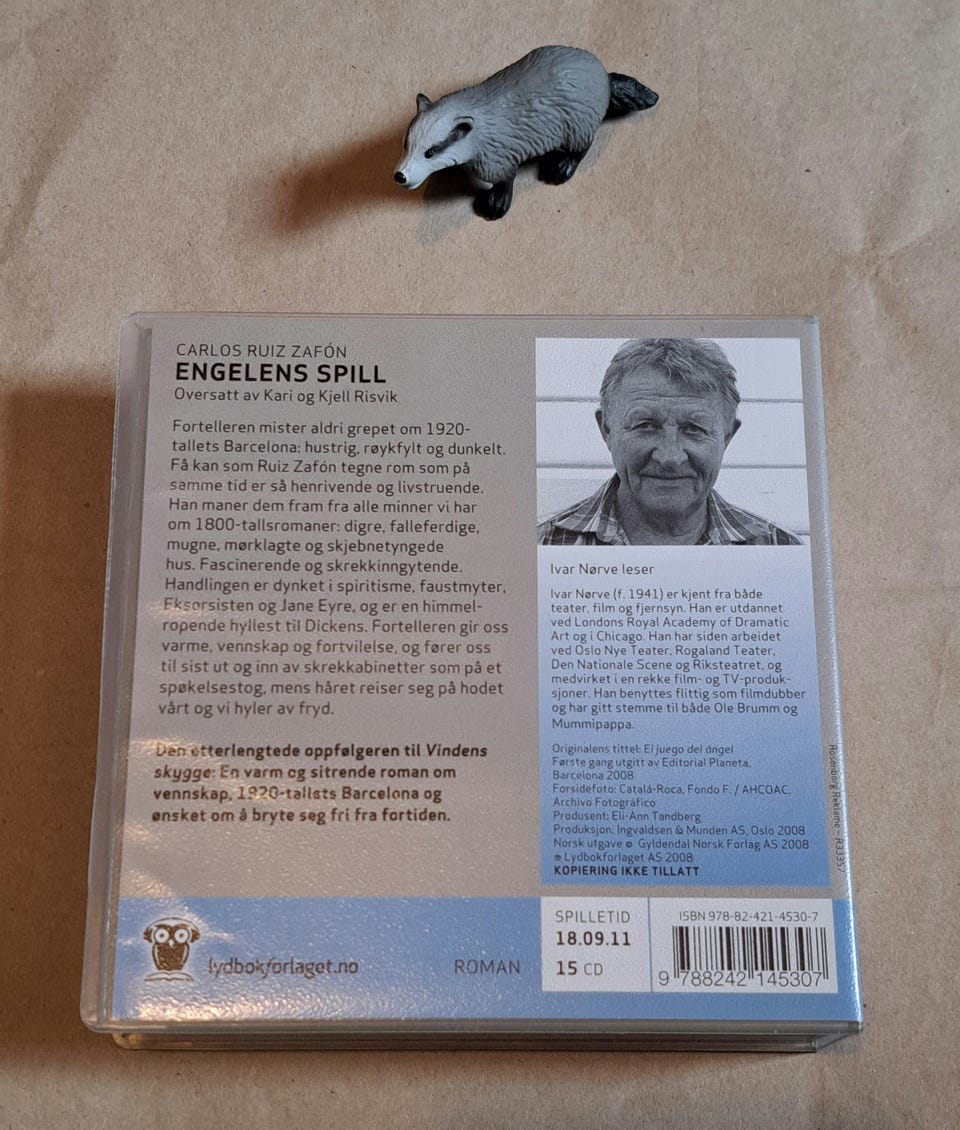 CARLOS RUIZ ZAFÓN
ENGELENS SPILL
Oversatt av Kari og Kjell Risvik
Fortelleren mister aldri grepet om 1920-
tallets Barcelona: hustrig, røykfylt og dunkelt.
Få kan som Ruiz Zafón tegne rom som på
samme tid er så henrivende og livstruende.
Han maner dem fram fra alle minner vi har
om 1800-tallsromaner: digre, falleferdige,
mugne, mørklagte og skjebnetyngede
hus. Fascinerende og skrekkinngytende.
Handlingen er dynket i spiritisme, faustmyter,
Eksorsisten og Jane Eyre, og er en himmel-
ropende hyllest til Dickens. Fortelleren gir oss
varme, vennskap og fortvilelse, og fører oss
til sist ut og inn av skrekkabinetter som på et
spøkelsestog, mens håret reiser seg på hodet
vårt og vi hyler av fryd.
Den etterlengtede oppfølgeren til Vindens
skygge: En varm og sitrende roman om
vennskap, 1920-tallets Barcelona og
ønsket om å bryte seg fri fra fortiden.
Ivar Nørve leser
Ivar Nørve (f. 1941) er kjent fra både
teater, film og fjernsyn. Han er utdannet
ved Londons Royal Academy of Dramatic
Art og i Chicago. Han har siden arbeidet
ved Oslo Nye Teater, Rogaland Teater,
Den Nationale Scene og Riksteatret, og
medvirket i en rekke film- og TV-produk-
sjoner. Han benyttes flittig som filmdubber
og har gitt stemme til både Ole Brumm og
Mummipappa.
Originalens tittel: El juego del ángel
Første gang utgitt av Editorial Planeta,
Barcelona 2008
Forsidefoto: Catalá-Roca, Fondo F. / AHCOAC,
Archivo Fotográfico
Produsent: Eli-Ann Tandberg
Produksjon: Ingvaldsen & Munden AS, Oslo 2008
Norsk utgave © Gyldendal Norsk Forlag AS 2008
℗ Lydbokforlaget AS 2008
KOPIERING IKKE TILLATT
Rosenborg Reklame – R33357
lydbokforlaget.no
ROMAN
SPILLETID
18.09.11
15 CD
ISBN 978-82-421-4530-7
9 788242 145307